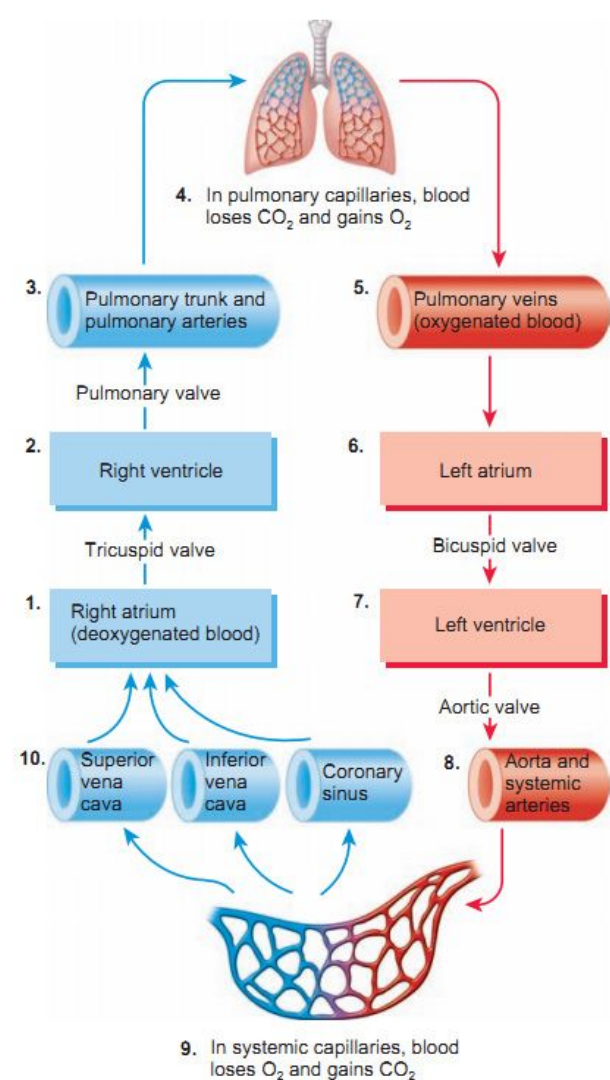 4. In pulmonary capillaries, blood
loses CO₂ and gains O₂
3.
Pulmonary trunk and
pulmonary arteries
5.
Pulmonary veins
(oxygenated blood)
Pulmonary valve
2.
Right ventricle
6.
Left atrium
Tricuspid valve
Bicuspid valve
1.
Right atrium
(deoxygenated blood)
7.
Left ventricle
Aortic valve
10.
Superior
vena
cava
Inferior
vena
cava
Coronary
sinus
8.
Aorta and
systemic
arteries
9. In systemic capillaries, blood
loses O₂ and gains CO₂